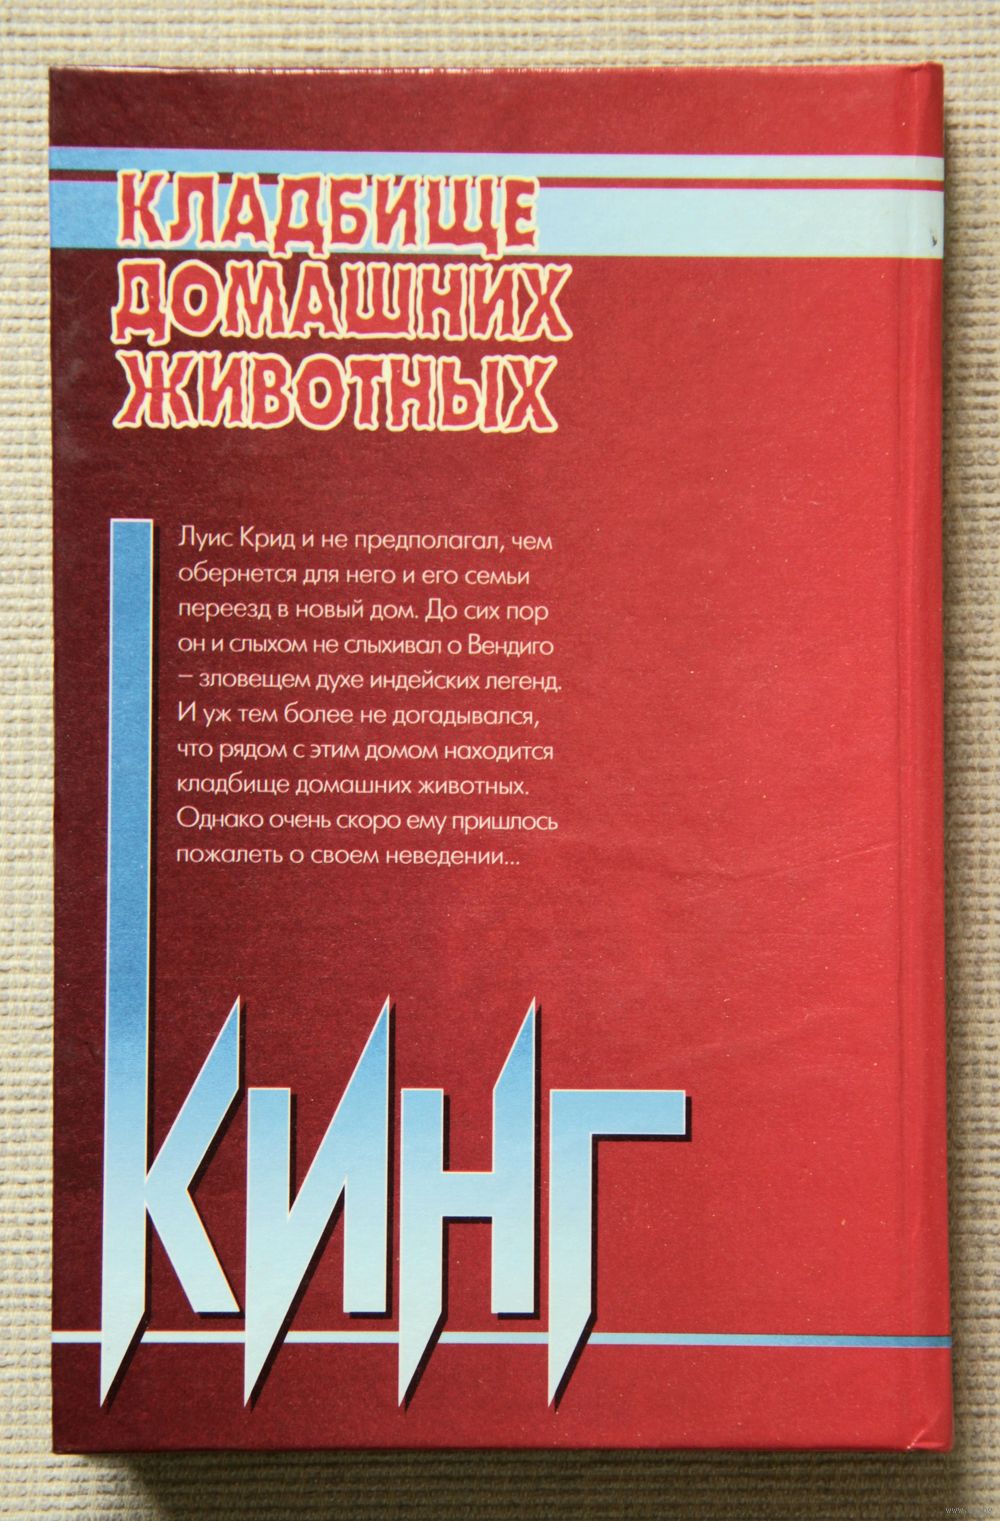 КЛАДБИЩЕ
ДОМАШНИХ
ЖИВОТНЫХ
Луис Крид и не предполагал, чем
обернется для него и его семьи
переезд в новый дом. До сих пор
он и слыхом не слыхивал о Вендиго
– зловещем духе индейских легенд.
И уж тем более не догадывался,
что рядом с этим домом находится
кладбище домашних животных.
Однако очень скоро ему пришлось
пожалеть о своем неведении...
КИНГ